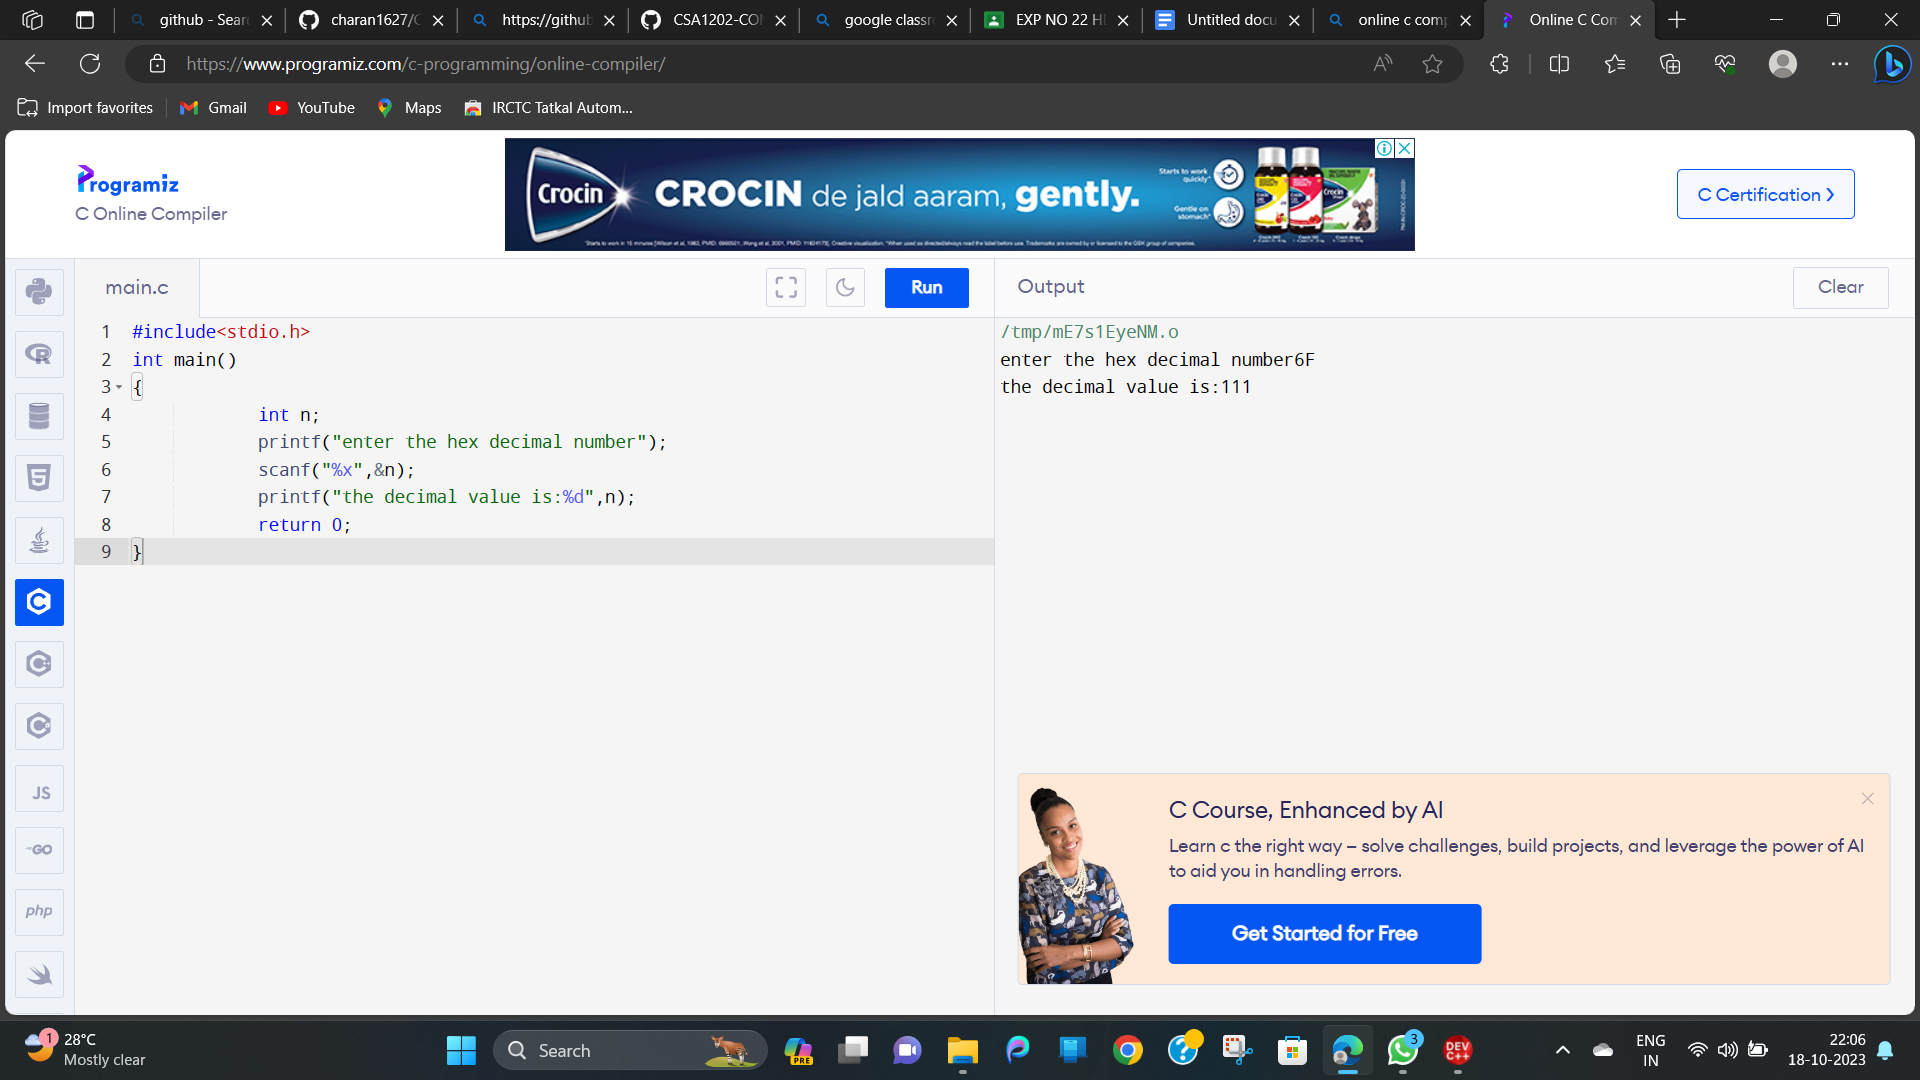 github - Sear
charan1627/C
https://github
CSA1202-COM
google classr
EXP NO 22 H
Untitled docu
online c comp
Online C Com
https://www.programiz.com/c-programming/online-compiler/
Import favorites
Gmail
YouTube
Maps
IRCTC Tatkal Autom...
Programiz
C Online Compiler
Crocin
CROCIN de jald aaram, gently.
Starts to work quickly*
Gentle on stomach*
C Certification >
main.c
Run
Output
Clear
1 #include<stdio.h>
2 int main()
3 {
4 int n;
5 printf("enter the hex decimal number");
6 scanf("%x",&n);
7 printf("the decimal value is:%d",n);
8 return 0;
9 }
/tmp/mE7s1EyeNM.o
enter the hex decimal number6F
the decimal value is:111
JS
GO
php
C Course, Enhanced by AI
Learn c the right way – solve challenges, build projects, and leverage the power of AI
to aid you in handling errors.
Get Started for Free
1
28°C
Mostly clear
Search
PRE
3
DEV C++
ENG
IN
22:06
18-10-2023